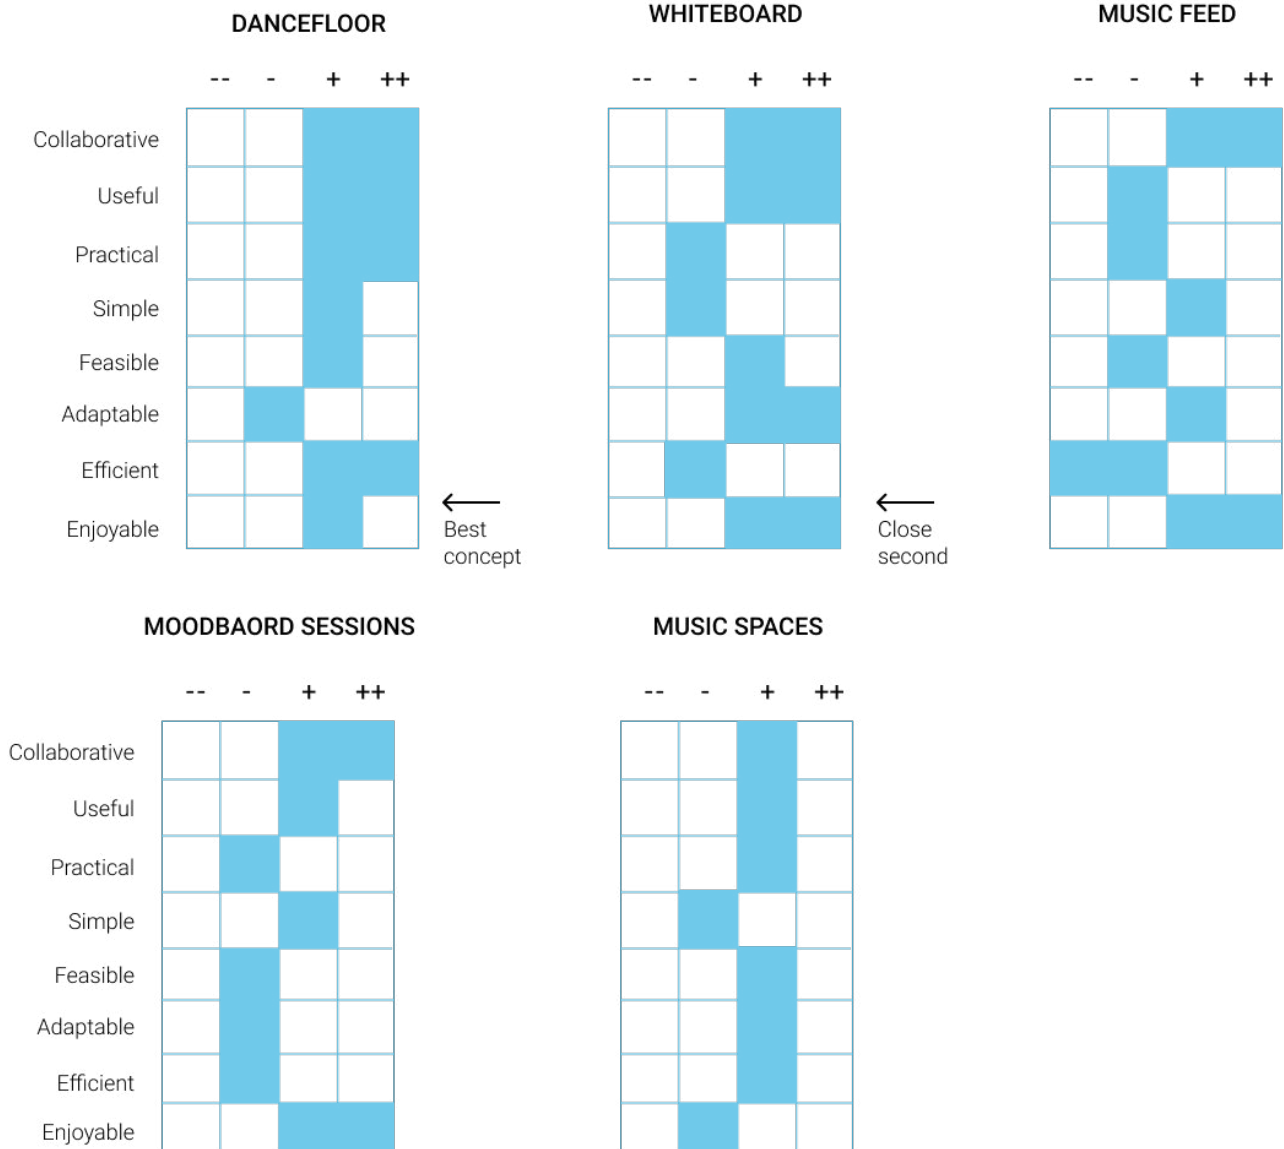 DANCEFLOOR
WHITEBOARD
MUSIC FEED
-- - + ++
-- - + ++
-- - + ++
Collaborative
Useful
Practical
Simple
Feasible
Adaptable
Efficient
Enjoyable
Best
concept
Close
second
MOODBAORD SESSIONS
MUSIC SPACES
-- - + ++
-- - + ++
Collaborative
Useful
Practical
Simple
Feasible
Adaptable
Efficient
Enjoyable